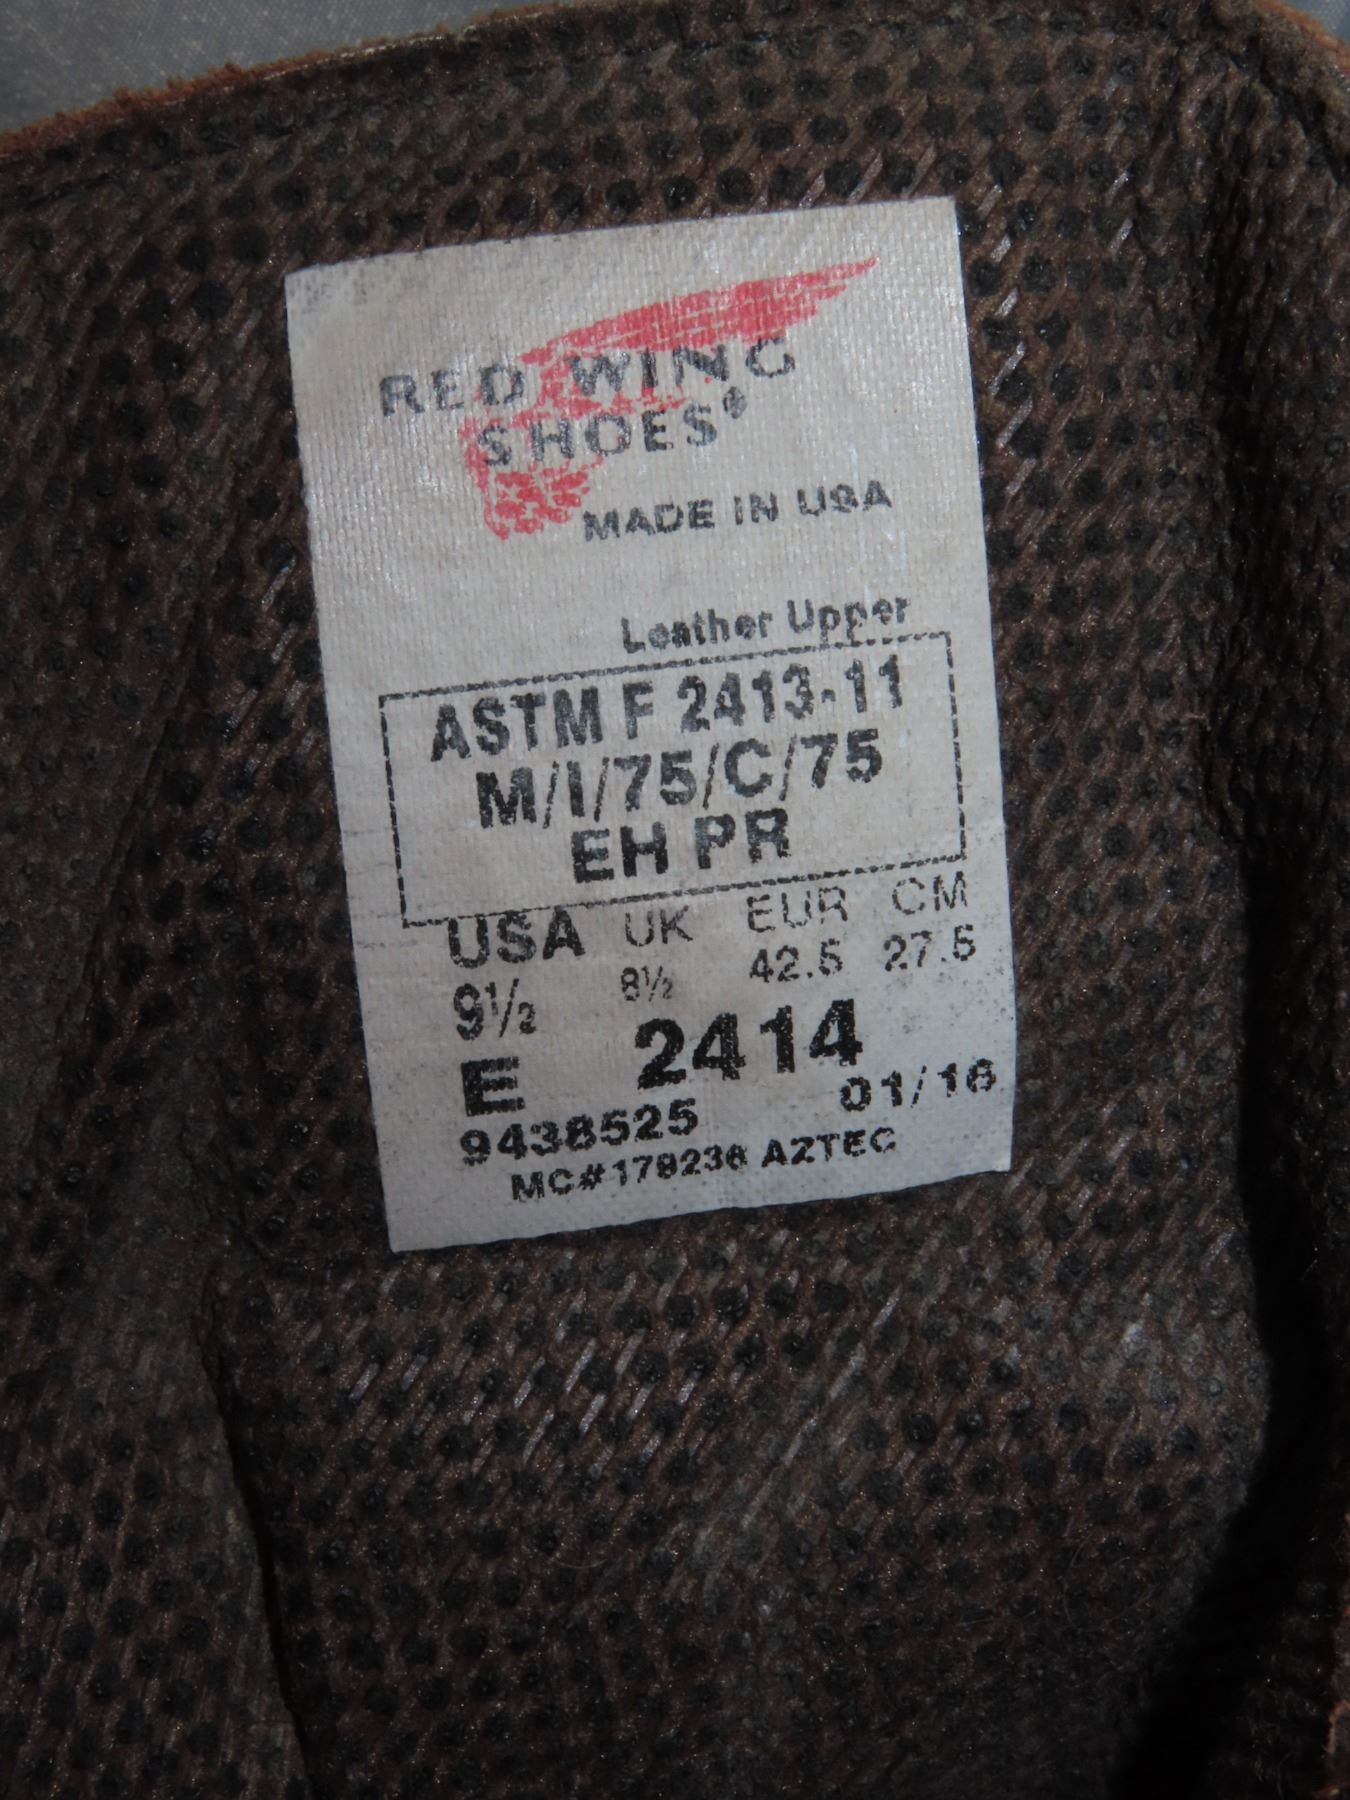 RED WING
SHOES®
MADE IN USA
Leather Upper
ASTM F 2413-11
M/I/75/C/75
EH PR
USA UK EUR CM
9½ 8½ 42.5 27.5
E 2414
9438525 01/16
MC#179236 AZTEC